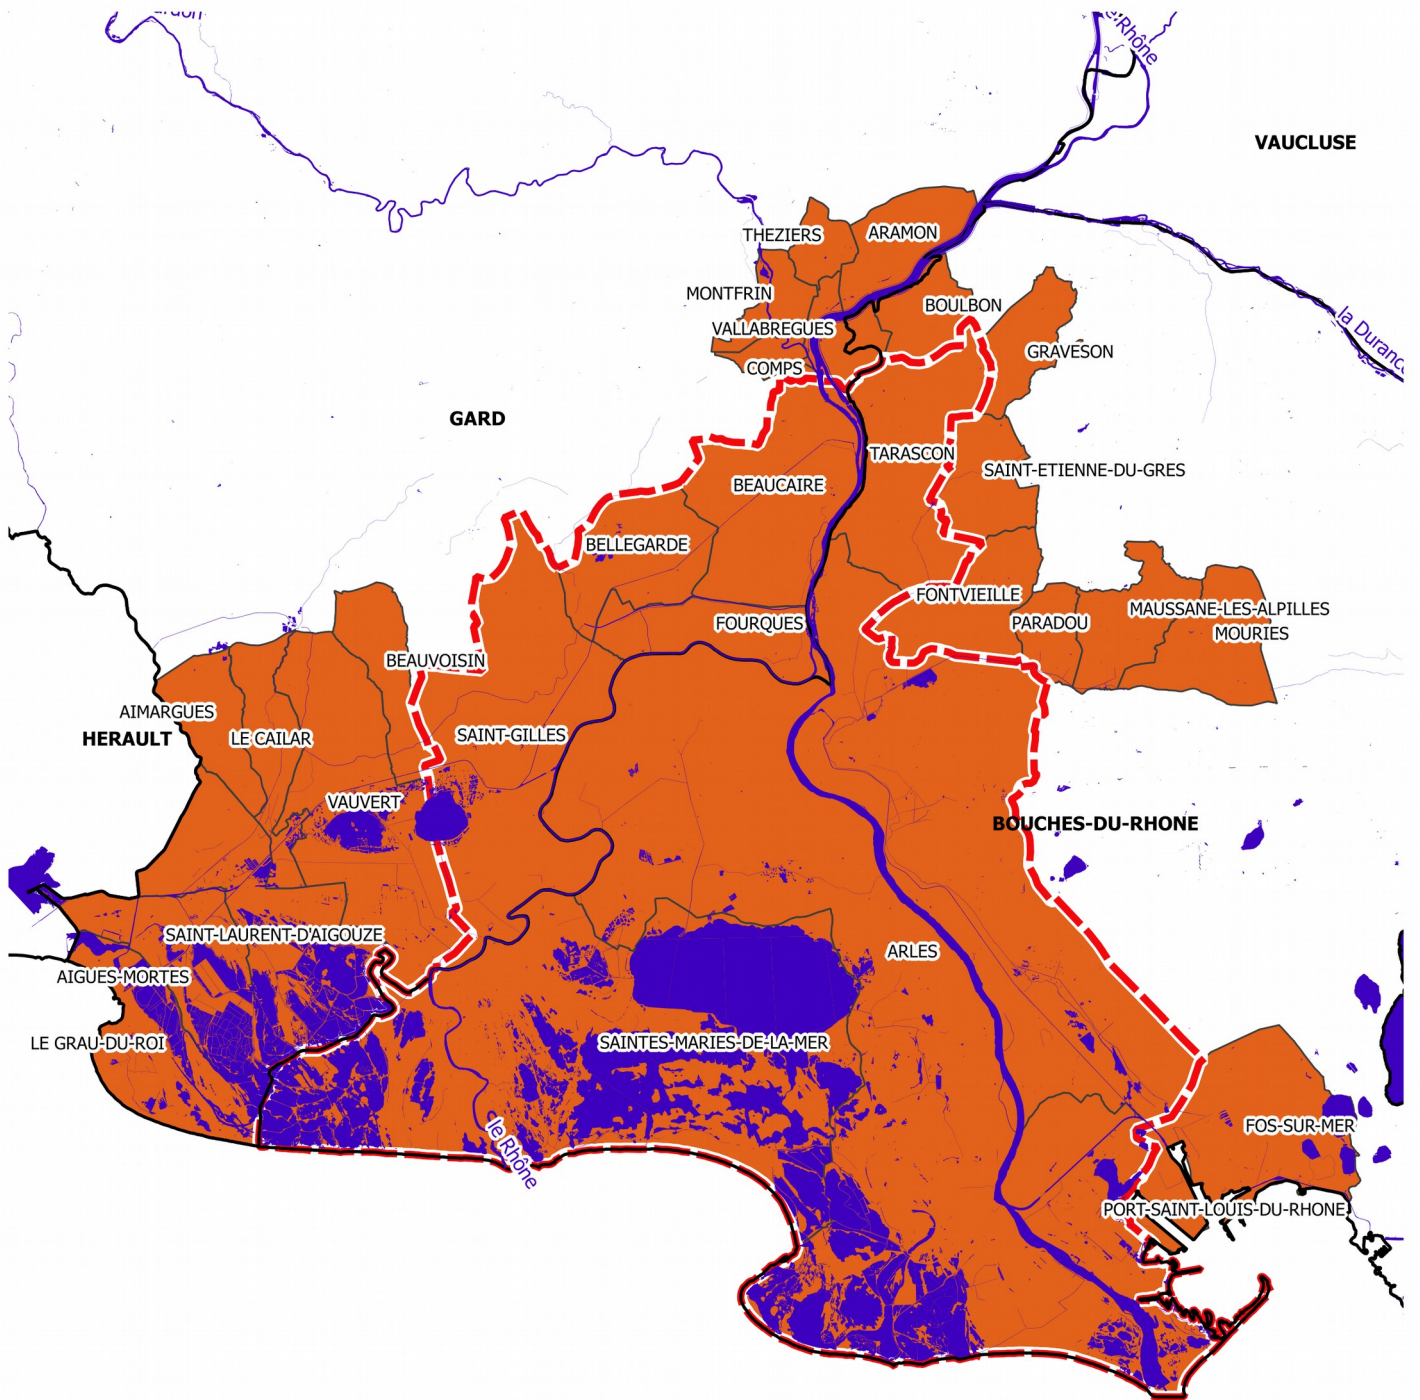 le Rhône
VAUCLUSE
THEZIERS
ARAMON
MONTFRIN
BOULBON
VALLABREGUES
la Duranc
GRAVESON
COMPS
GARD
TARASCON
SAINT-ETIENNE-DU-GRES
BEAUCAIRE
BELLEGARDE
FONTVIEILLE
MAUSSANE-LES-ALPILLES
FOURQUES
PARADOU
MOURIES
BEAUVOISIN
AIMARGUES
HERAULT
LE CAILAR
SAINT-GILLES
VAUVERT
BOUCHES-DU-RHONE
SAINT-LAURENT-D'AIGOUZE
ARLES
AIGUES-MORTES
LE GRAU-DU-ROI
SAINTES-MARIES-DE-LA-MER
FOS-SUR-MER
le Rhône
PORT-SAINT-LOUIS-DU-RHONE